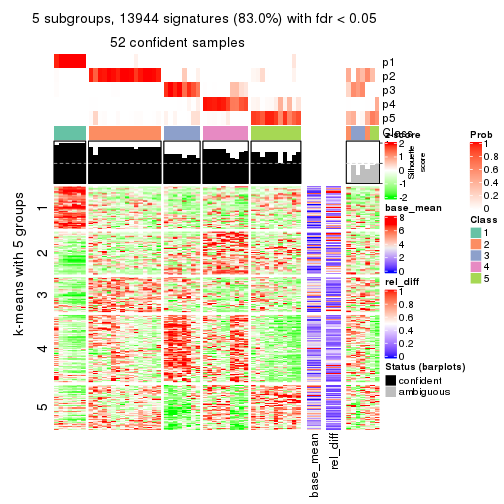 5 subgroups, 13944 signatures (83.0%) with fdr < 0.05
52 confident samples
p1
p2
p3
p4
p5
Class
k-means with 5 groups
1
2
3
4
5
base_mean
rel_diff
z-score
2
1
0
-1
-2
Silhouette
score
base_mean
8
6
4
2
0
rel_diff
1
0.8
0.6
0.4
0.2
0
Status (barplots)
confident
ambiguous
Prob
1
0.8
0.6
0.4
0.2
0
Class
1
2
3
4
5